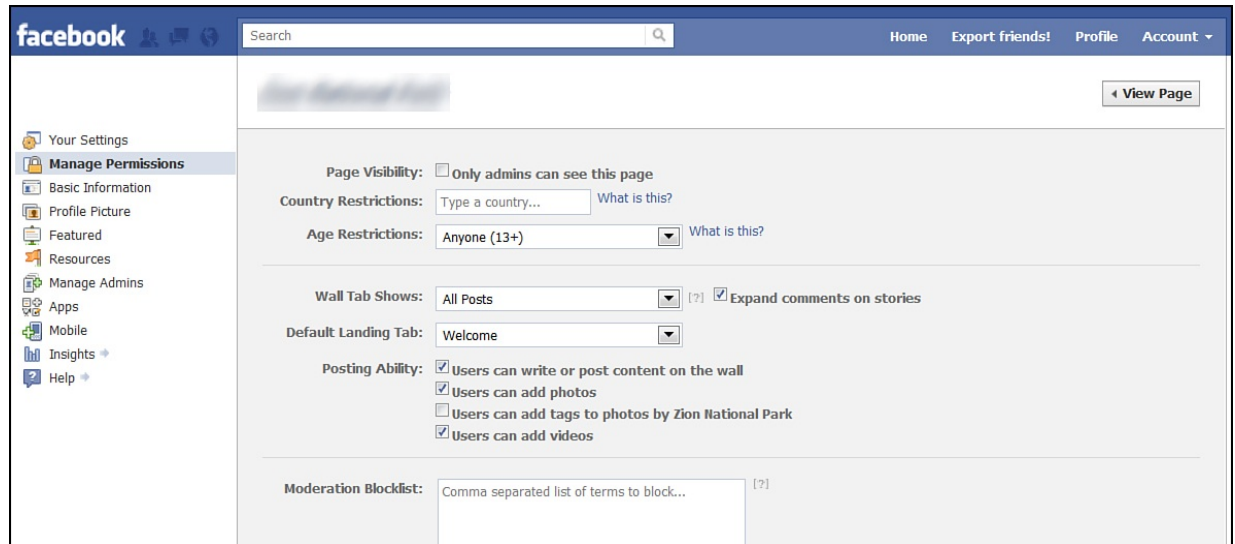 facebook
Search
Home Export friends! Profile Account
View Page
Your Settings
Manage Permissions
Basic Information
Profile Picture
Featured
Resources
Manage Admins
Apps
Mobile
Insights
Help
Page Visibility: Only admins can see this page
Country Restrictions: Type a country... What is this?
Age Restrictions: Anyone (13+) What is this?
Wall Tab Shows: All Posts [?] Expand comments on stories
Default Landing Tab: Welcome
Posting Ability: Users can write or post content on the wall
Users can add photos
Users can add tags to photos by Zion National Park
Users can add videos
Moderation Blocklist: Comma separated list of terms to block... [?]